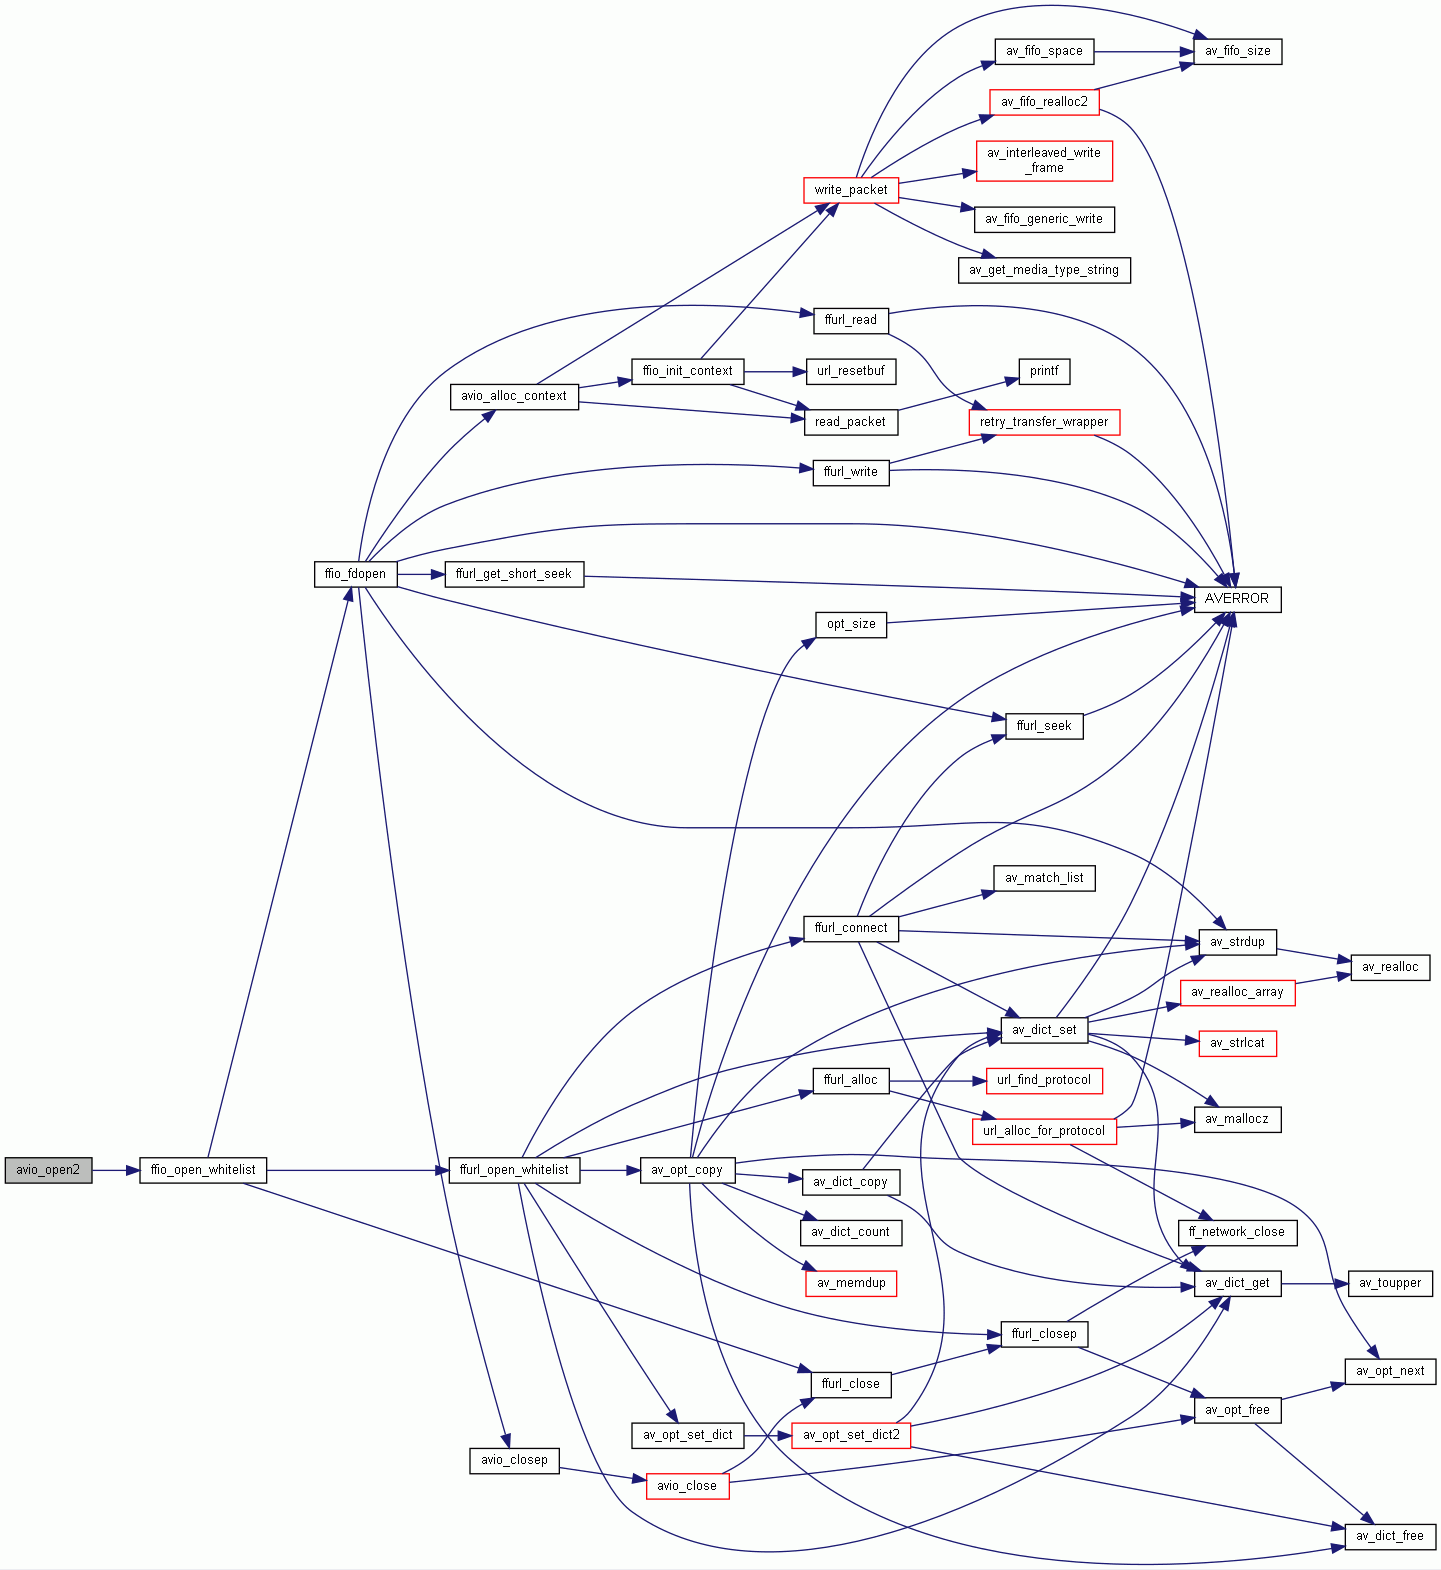 av_fifo_space
av_fifo_size
av_fifo_realloc2
av_interleaved_write
_frame
write_packet
av_fifo_generic_write
av_get_media_type_string
ffurl_read
ffio_init_context
url_resetbuf
printf
avio_alloc_context
read_packet
retry_transfer_wrapper
ffurl_write
ffio_fdopen
ffurl_get_short_seek
AVERROR
opt_size
ffurl_seek
av_match_list
ffurl_connect
av_strdup
av_realloc
av_realloc_array
av_dict_set
av_strlcat
ffurl_alloc
url_find_protocol
av_mallocz
url_alloc_for_protocol
avio_open2
ffio_open_whitelist
ffurl_open_whitelist
av_opt_copy
av_dict_copy
av_dict_count
ff_network_close
av_memdup
av_dict_get
av_toupper
ffurl_closep
av_opt_next
ffurl_close
av_opt_free
av_opt_set_dict
av_opt_set_dict2
avio_closep
avio_close
av_dict_free